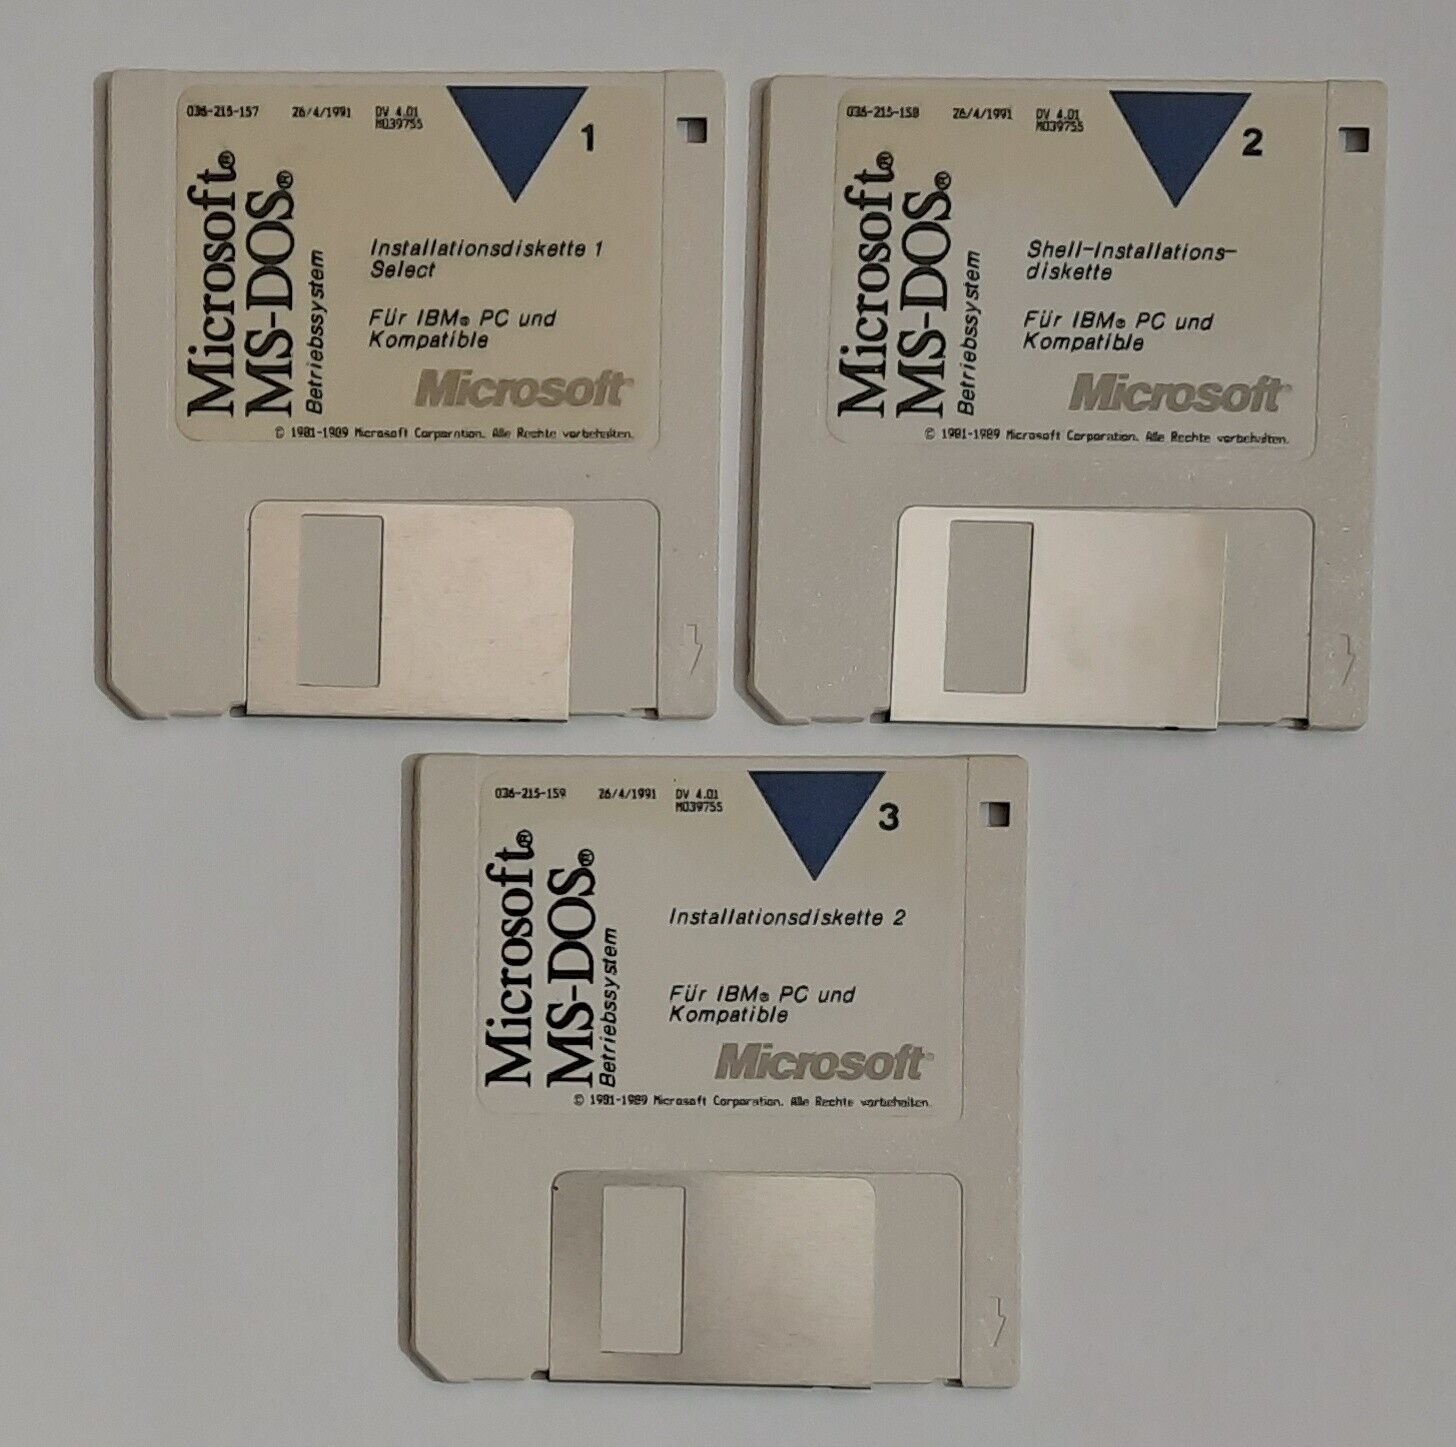 036-215-157 26/4/1991 DV 4.01
M039755
1
Microsoft®
MS-DOS®
Betriebssystem
Installationsdiskette 1
Select
Für IBM® PC und
Kompatible
Microsoft®
© 1981-1989 Microsoft Corporation. Alle Rechte vorbehalten.
036-215-158 26/4/1991 DV 4.01
M039755
2
Microsoft®
MS-DOS®
Betriebssystem
Shell-Installations-
diskette
Für IBM® PC und
Kompatible
Microsoft®
© 1981-1989 Microsoft Corporation. Alle Rechte vorbehalten.
036-215-159 26/4/1991 DV 4.01
M039755
3
Microsoft®
MS-DOS®
Betriebssystem
Installationsdiskette 2
Für IBM® PC und
Kompatible
Microsoft®
© 1981-1989 Microsoft Corporation. Alle Rechte vorbehalten.